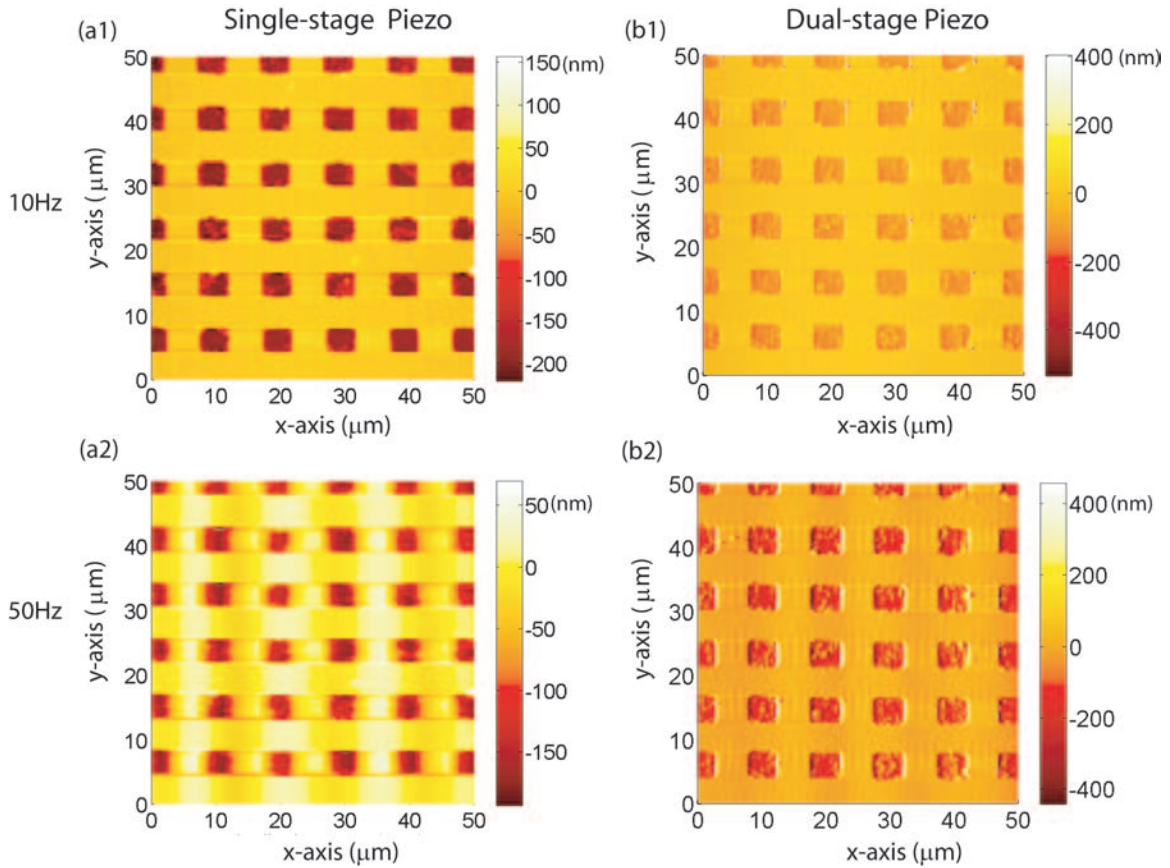 Single-stage Piezo
Dual-stage Piezo
(a1)
(b1)
10Hz
y-axis (μm)
50
40
30
20
10
0
0 10 20 30 40 50
x-axis (μm)
150 (nm)
100
50
0
-50
-100
-150
-200
y-axis (μm)
50
40
30
20
10
0
0 10 20 30 40 50
x-axis (μm)
400 (nm)
200
0
-200
-400
(a2)
(b2)
50Hz
y-axis (μm)
50
40
30
20
10
0
0 10 20 30 40 50
x-axis (μm)
50 (nm)
0
-50
-100
-150
y-axis (μm)
50
40
30
20
10
0
0 10 20 30 40 50
x-axis (μm)
400 (nm)
200
0
-200
-400